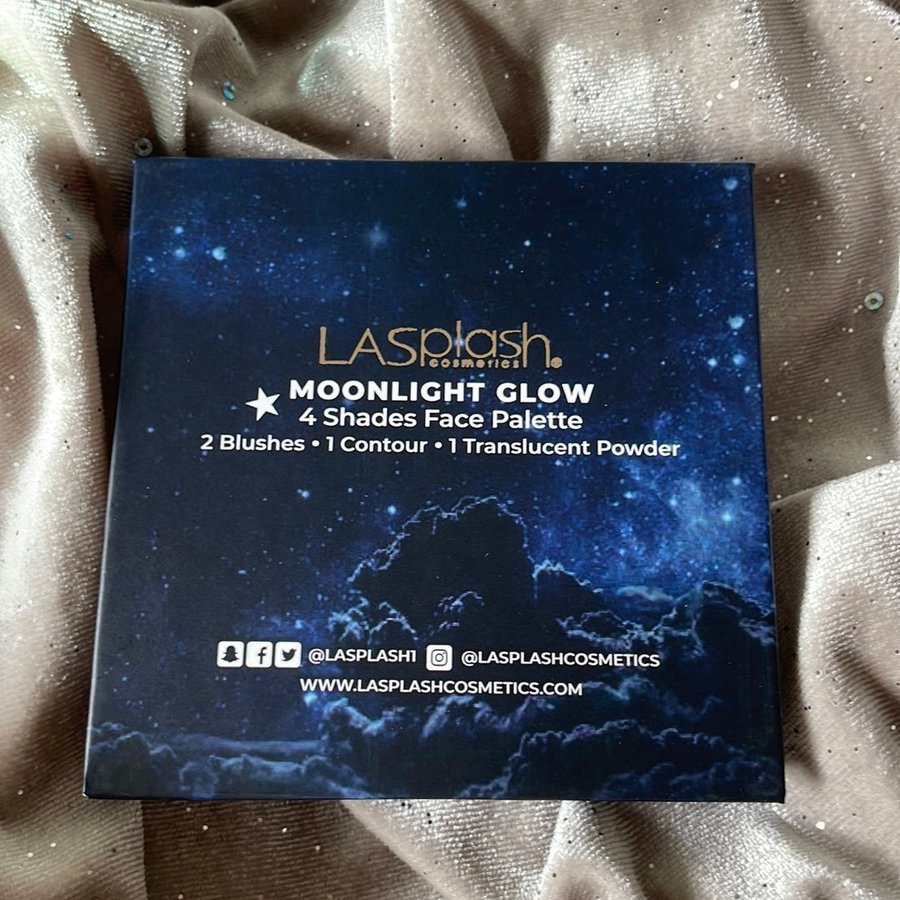 LASplash
cosmetics
MOONLIGHT GLOW
4 Shades Face Palette
2 Blushes • 1 Contour • 1 Translucent Powder
@LASPLASH1 @LASPLASHCOSMETICS
WWW.LASPLASHCOSMETICS.COM